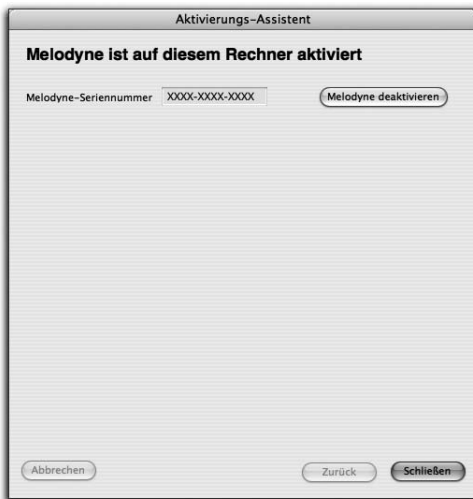 Aktivierungs-Assistent
Melodyne ist auf diesem Rechner aktiviert
Melodyne-Seriennummer XXXX-XXXX-XXXX Melodyne deaktivieren
Abbrechen Zurück Schließen